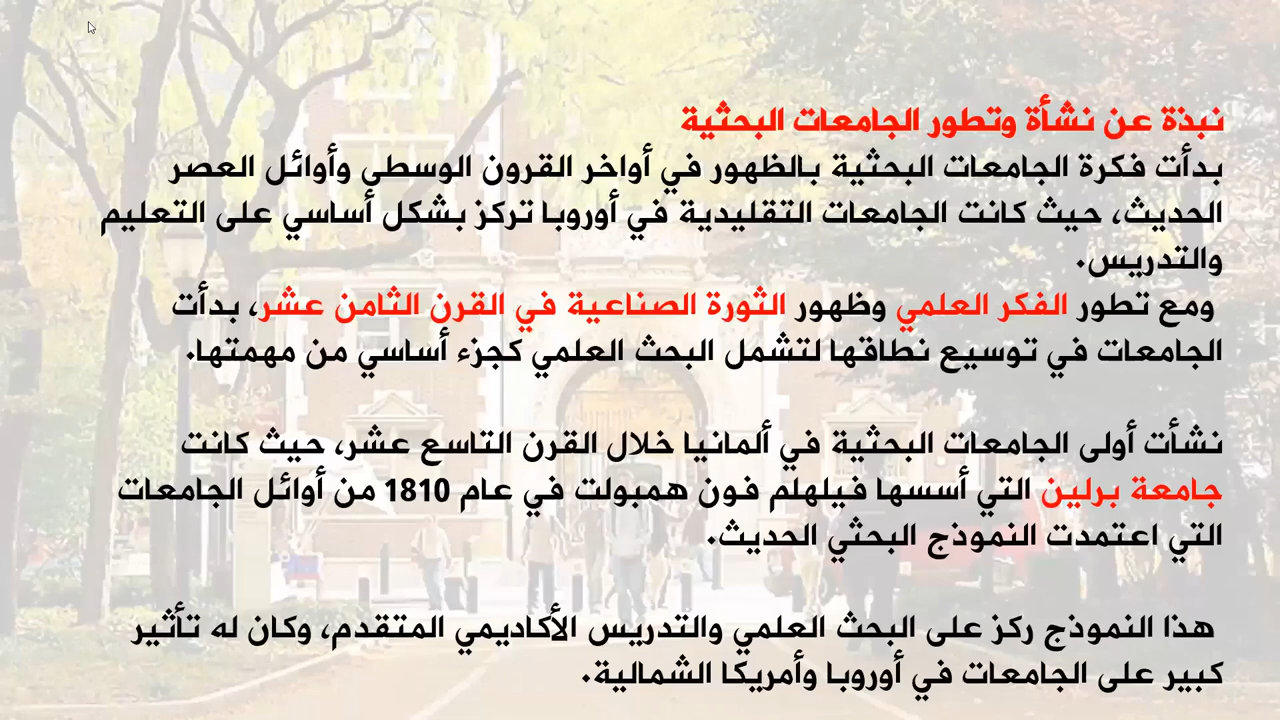 نبذة عن نشأة وتطور الجامعات البحثية
بدأت فكرة الجامعات البحثية بالظهور في أواخر القرون الوسطى وأوائل العصر
الحديث، حيث كانت الجامعات التقليدية في أوروبا تركز بشكل أساسي على التعليم
والتدريس.
ومع تطور الفكر العلمي وظهور الثورة الصناعية في القرن الثامن عشر، بدأت
الجامعات في توسيع نطاقها لتشمل البحث العلمي كجزء أساسي من مهمتها.
نشأت أولى الجامعات البحثية في ألمانيا خلال القرن التاسع عشر، حيث كانت
جامعة برلين التي أسسها فيلهلم فون همبولت في عام 1810 من أوائل الجامعات
التي اعتمدت النموذج البحثي الحديث.
هذا النموذج ركز على البحث العلمي والتدريس الأكاديمي المتقدم، وكان له تأثير
كبير على الجامعات في أوروبا وأمريكا الشمالية.